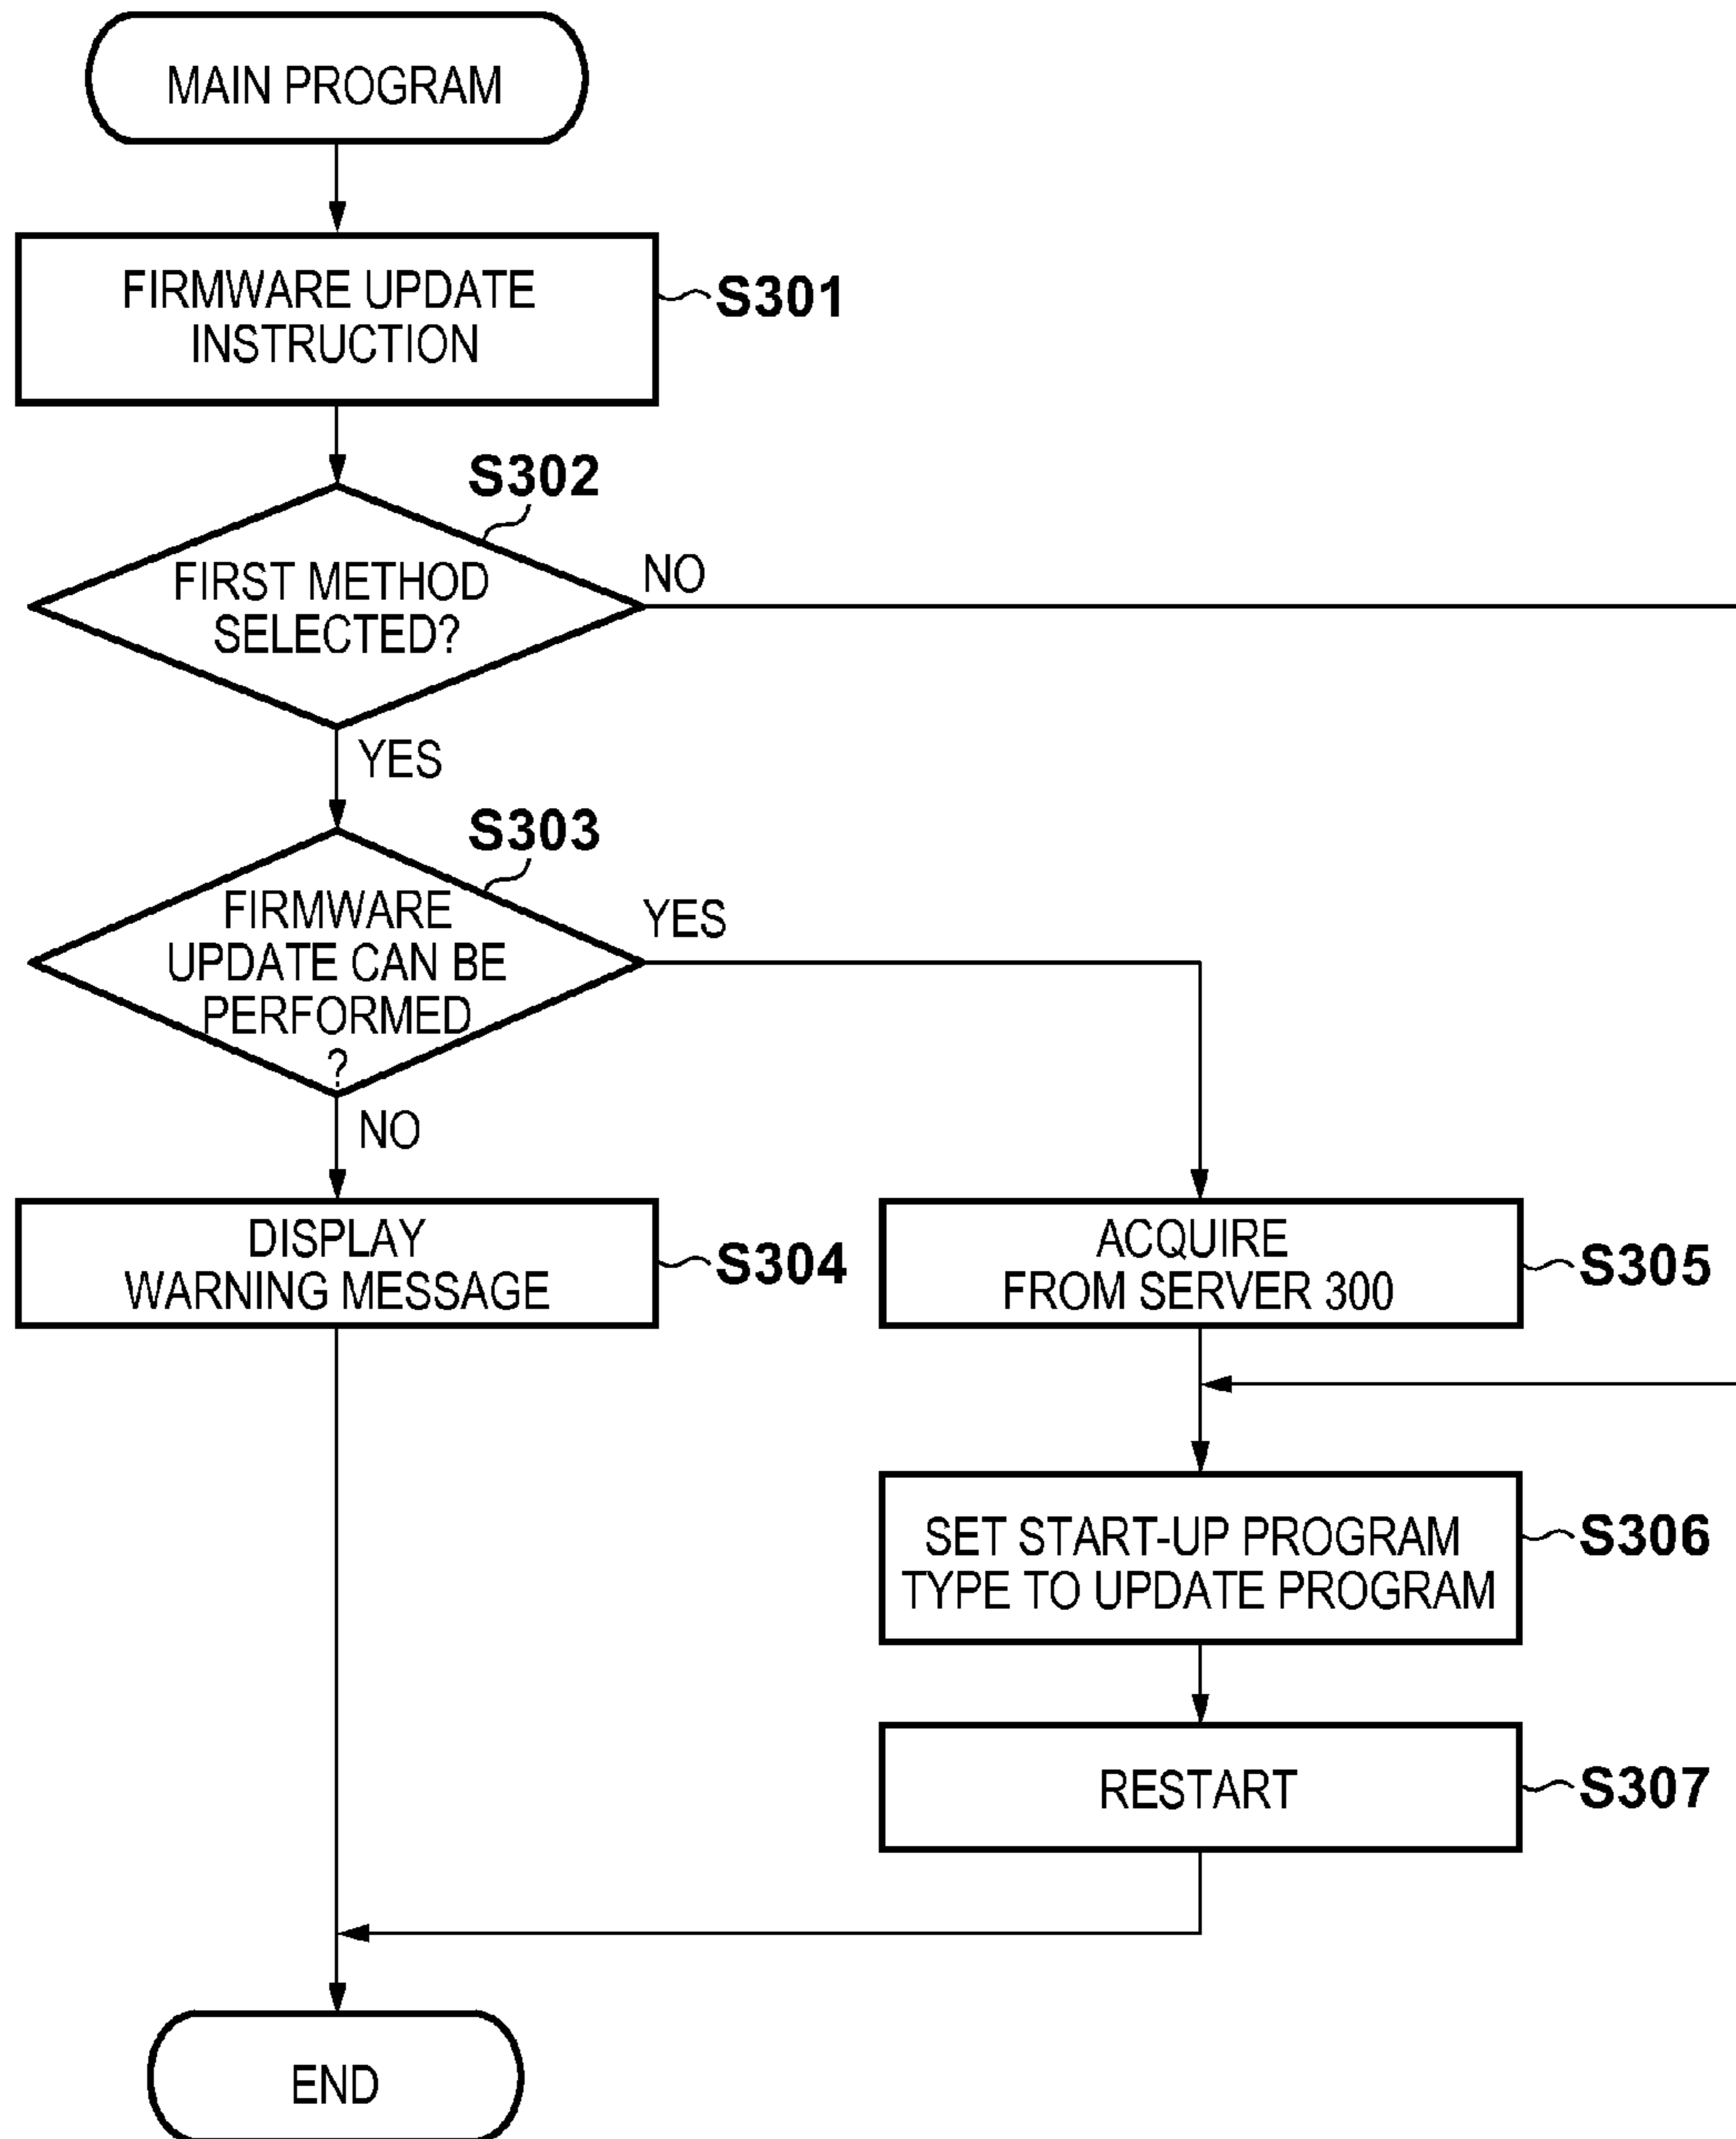 MAIN PROGRAM
FIRMWARE UPDATE
INSTRUCTION
S301
S302
FIRST METHOD
SELECTED?
NO
YES
S303
FIRMWARE
UPDATE CAN BE
PERFORMED
?
YES
NO
DISPLAY
WARNING MESSAGE
S304
ACQUIRE
FROM SERVER 300
S305
SET START-UP PROGRAM
TYPE TO UPDATE PROGRAM
S306
RESTART
S307
END